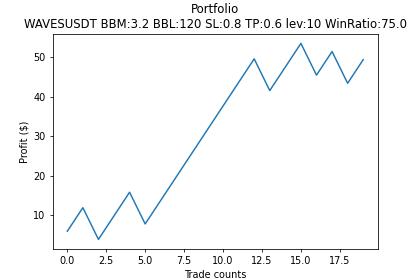 Portfolio
WAVESUSDT BBM:3.2 BBL:120 SL:0.8 TP:0.6 lev:10 WinRatio:75.0
50
40
30
20
10
Profit ($)
0.0 2.5 5.0 7.5 10.0 12.5 15.0 17.5
Trade counts